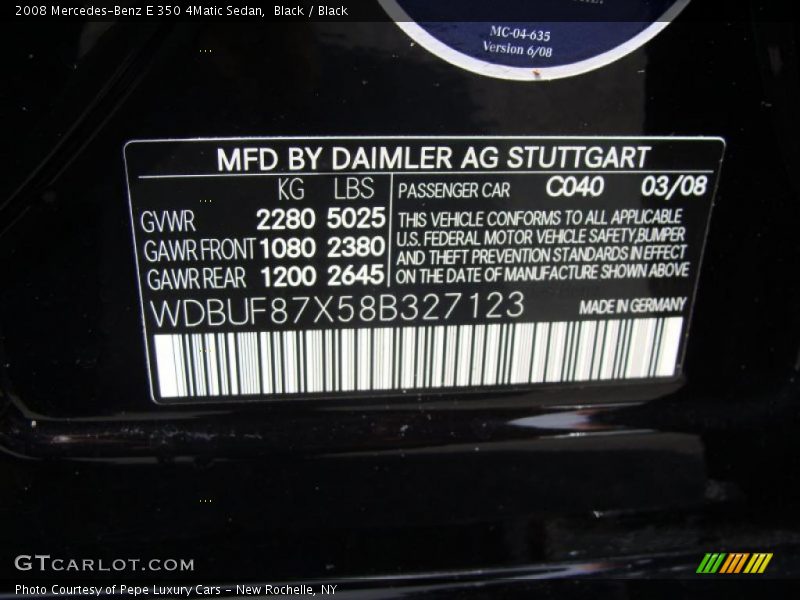 2008 Mercedes-Benz E 350 4Matic Sedan, Black / Black
MC-04-635
Version 6/08
MFD BY DAIMLER AG STUTTGART
KG LBS
GVWR 2280 5025
GAWR FRONT 1080 2380
GAWR REAR 1200 2645
PASSENGER CAR C040 03/08
THIS VEHICLE CONFORMS TO ALL APPLICABLE
U.S. FEDERAL MOTOR VEHICLE SAFETY,BUMPER
AND THEFT PREVENTION STANDARDS IN EFFECT
ON THE DATE OF MANUFACTURE SHOWN ABOVE
WDBUF87X58B327123
MADE IN GERMANY
GTCARLOT.COM
Photo Courtesy of Pepe Luxury Cars - New Rochelle, NY